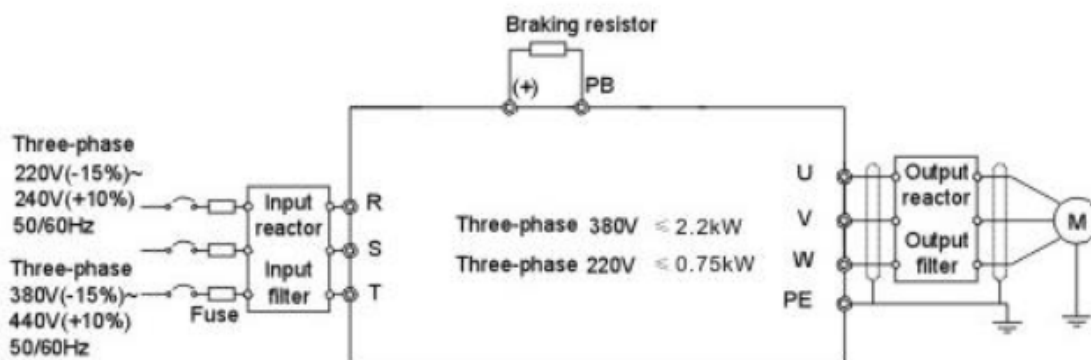 Braking resistor
(+)
PB
Three-phase
220V(-15%)~
240V(+10%)
50/60Hz
Three-phase
380V(-15%)~
440V(+10%)
50/60Hz
Fuse
Input
reactor
Input
filter
R
S
T
Three-phase 380V ≤ 2.2kW
Three-phase 220V ≤ 0.75kW
U
V
W
PE
Output
reactor
Output
filter
M